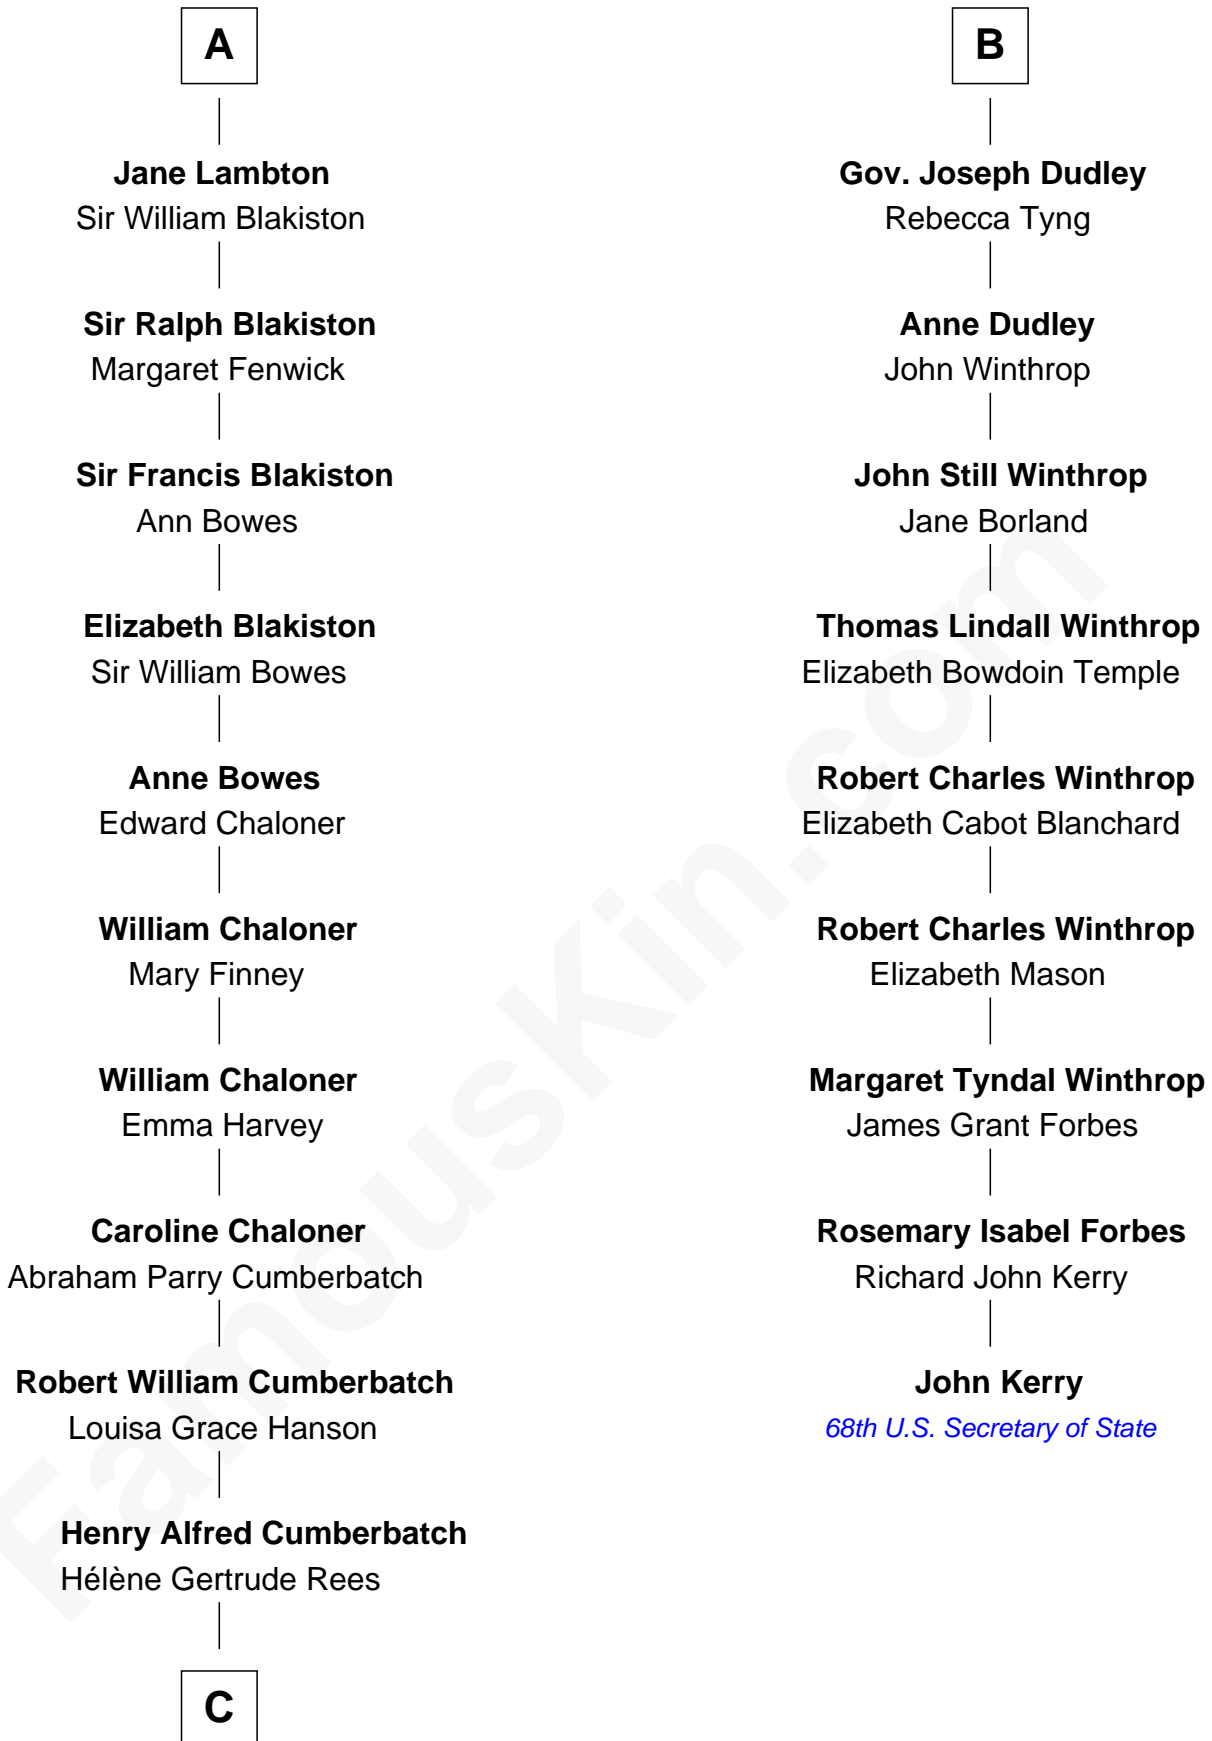 A
Jane Lambton
Sir William Blakiston
Sir Ralph Blakiston
Margaret Fenwick
Sir Francis Blakiston
Ann Bowes
Elizabeth Blakiston
Sir William Bowes
Anne Bowes
Edward Chaloner
William Chaloner
Mary Finney
William Chaloner
Emma Harvey
Caroline Chaloner
Abraham Parry Cumberbatch
Robert William Cumberbatch
Louisa Grace Hanson
Henry Alfred Cumberbatch
Hélène Gertrude Rees
C
B
Gov. Joseph Dudley
Rebecca Tyng
Anne Dudley
John Winthrop
John Still Winthrop
Jane Borland
Thomas Lindall Winthrop
Elizabeth Bowdoin Temple
Robert Charles Winthrop
Elizabeth Cabot Blanchard
Robert Charles Winthrop
Elizabeth Mason
Margaret Tyndal Winthrop
James Grant Forbes
Rosemary Isabel Forbes
Richard John Kerry
John Kerry
68th U.S. Secretary of State
FamousKin.com